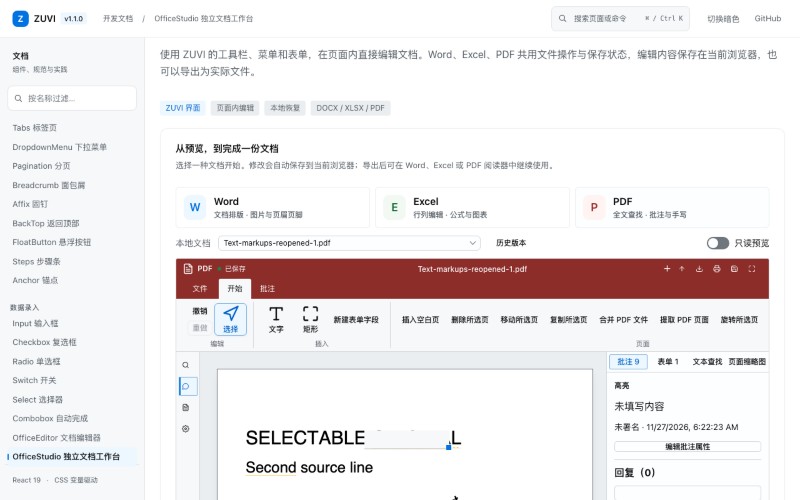 Z ZUVI v1.1.0 开发文档 / OfficeStudio 独立文档工作台 搜索页面或命令 ⌘ / Ctrl K 切换暗色 GitHub
文档
组件、规范与实践
按名称过滤...
Tabs 标签页
DropdownMenu 下拉菜单
Pagination 分页
Breadcrumb 面包屑
Affix 固钉
BackTop 返回顶部
FloatButton 悬浮按钮
Steps 步骤条
Anchor 锚点
数据录入
Input 输入框
Checkbox 复选框
Radio 单选框
Switch 开关
Select 选择器
Combobox 自动完成
OfficeEditor 文档编辑器
OfficeStudio 独立文档工作台
React 19 · CSS 变量驱动
使用 ZUVI 的工具栏、菜单和表单，在页面内直接编辑文档。Word、Excel、PDF 共用文件操作与保存状态，编辑内容保存在当前浏览器，也
可以导出为实际文件。
ZUVI 界面 页面内编辑 本地恢复 DOCX / XLSX / PDF
从预览，到完成一份文档
选择一种文档开始。修改会自动保存到当前浏览器；导出后可在 Word、Excel 或 PDF 阅读器中继续使用。
W Word
文档排版 · 图片与页眉页脚
E Excel
行列编辑 · 公式与图表
P PDF
全文查找 · 批注与手写
本地文档 Text-markups-reopened-1.pdf 历史版本 只读预览
PDF 已保存 Text-markups-reopened-1.pdf
文件 开始 批注
撤销
重做
选择
编辑
文字
矩形
新建表单字段
插入
插入空白页 删除所选页 移动所选页 复制所选页 合并 PDF 文件 提取 PDF 页面 旋转所选页
页面
SELECTABLE L
Second source line
批注 9 表单 1 文本查找 页面缩略图
高亮
未填写内容
未署名 · 11/27/2026, 6:22:23 AM
编辑批注属性
回复（0）